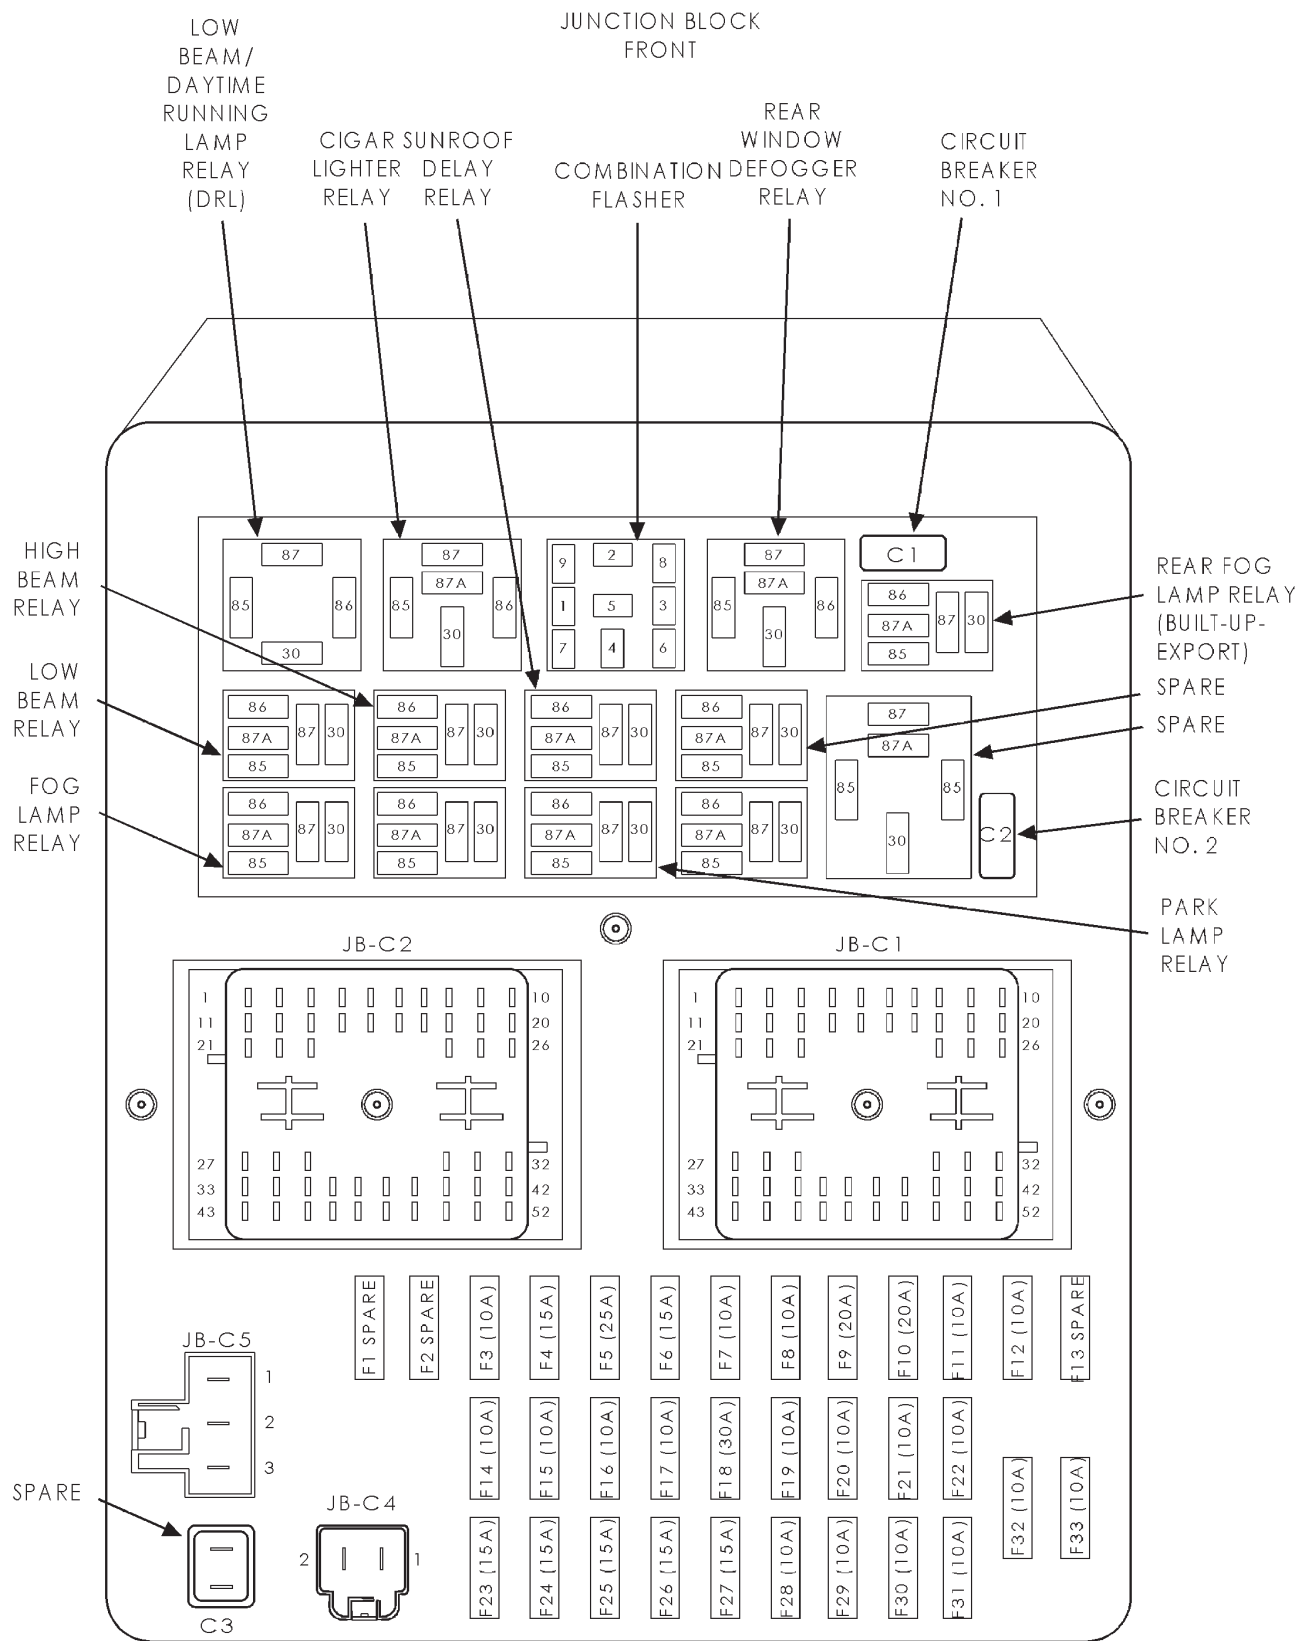 JUNCTION BLOCK
FRONT
LOW
BEAM/
DAYTIME
RUNNING
LAMP
RELAY
(DRL)
CIGAR
LIGHTER
RELAY
SUNROOF
DELAY
RELAY
COMBINATION
FLASHER
REAR
WINDOW
DEFOGGER
RELAY
CIRCUIT
BREAKER
NO. 1
HIGH
BEAM
RELAY
LOW
BEAM
RELAY
FOG
LAMP
RELAY
REAR FOG
LAMP RELAY
(BUILT-UP-
EXPORT)
SPARE
SPARE
CIRCUIT
BREAKER
NO. 2
PARK
LAMP
RELAY
87
85
86
30
87
87A
85
86
30
9
2
8
1
5
3
7
4
6
87
87A
85
86
30
C1
86
87A
85
87
30
86
87A
85
87
30
86
87A
85
87
30
86
87A
85
87
30
86
87A
85
87
30
87
87A
85
85
30
C2
86
87A
85
87
30
86
87A
85
87
30
86
87A
85
87
30
86
87A
85
87
30
JB-C2
1
10
11
20
21
26
27
32
33
42
43
52
JB-C1
1
10
11
20
21
26
27
32
33
42
43
52
F1 SPARE
F2 SPARE
F3 (10A)
F4 (15A)
F5 (25A)
F6 (15A)
F7 (10A)
F8 (10A)
F9 (20A)
F10 (20A)
F11 (10A)
F12 (10A)
F13 SPARE
F14 (10A)
F15 (10A)
F16 (10A)
F17 (10A)
F18 (30A)
F19 (10A)
F20 (10A)
F21 (10A)
F22 (10A)
F32 (10A)
F33 (10A)
F23 (15A)
F24 (15A)
F25 (15A)
F26 (15A)
F27 (15A)
F28 (10A)
F29 (10A)
F30 (10A)
F31 (10A)
JB-C5
1
2
3
SPARE
C3
JB-C4
2
1